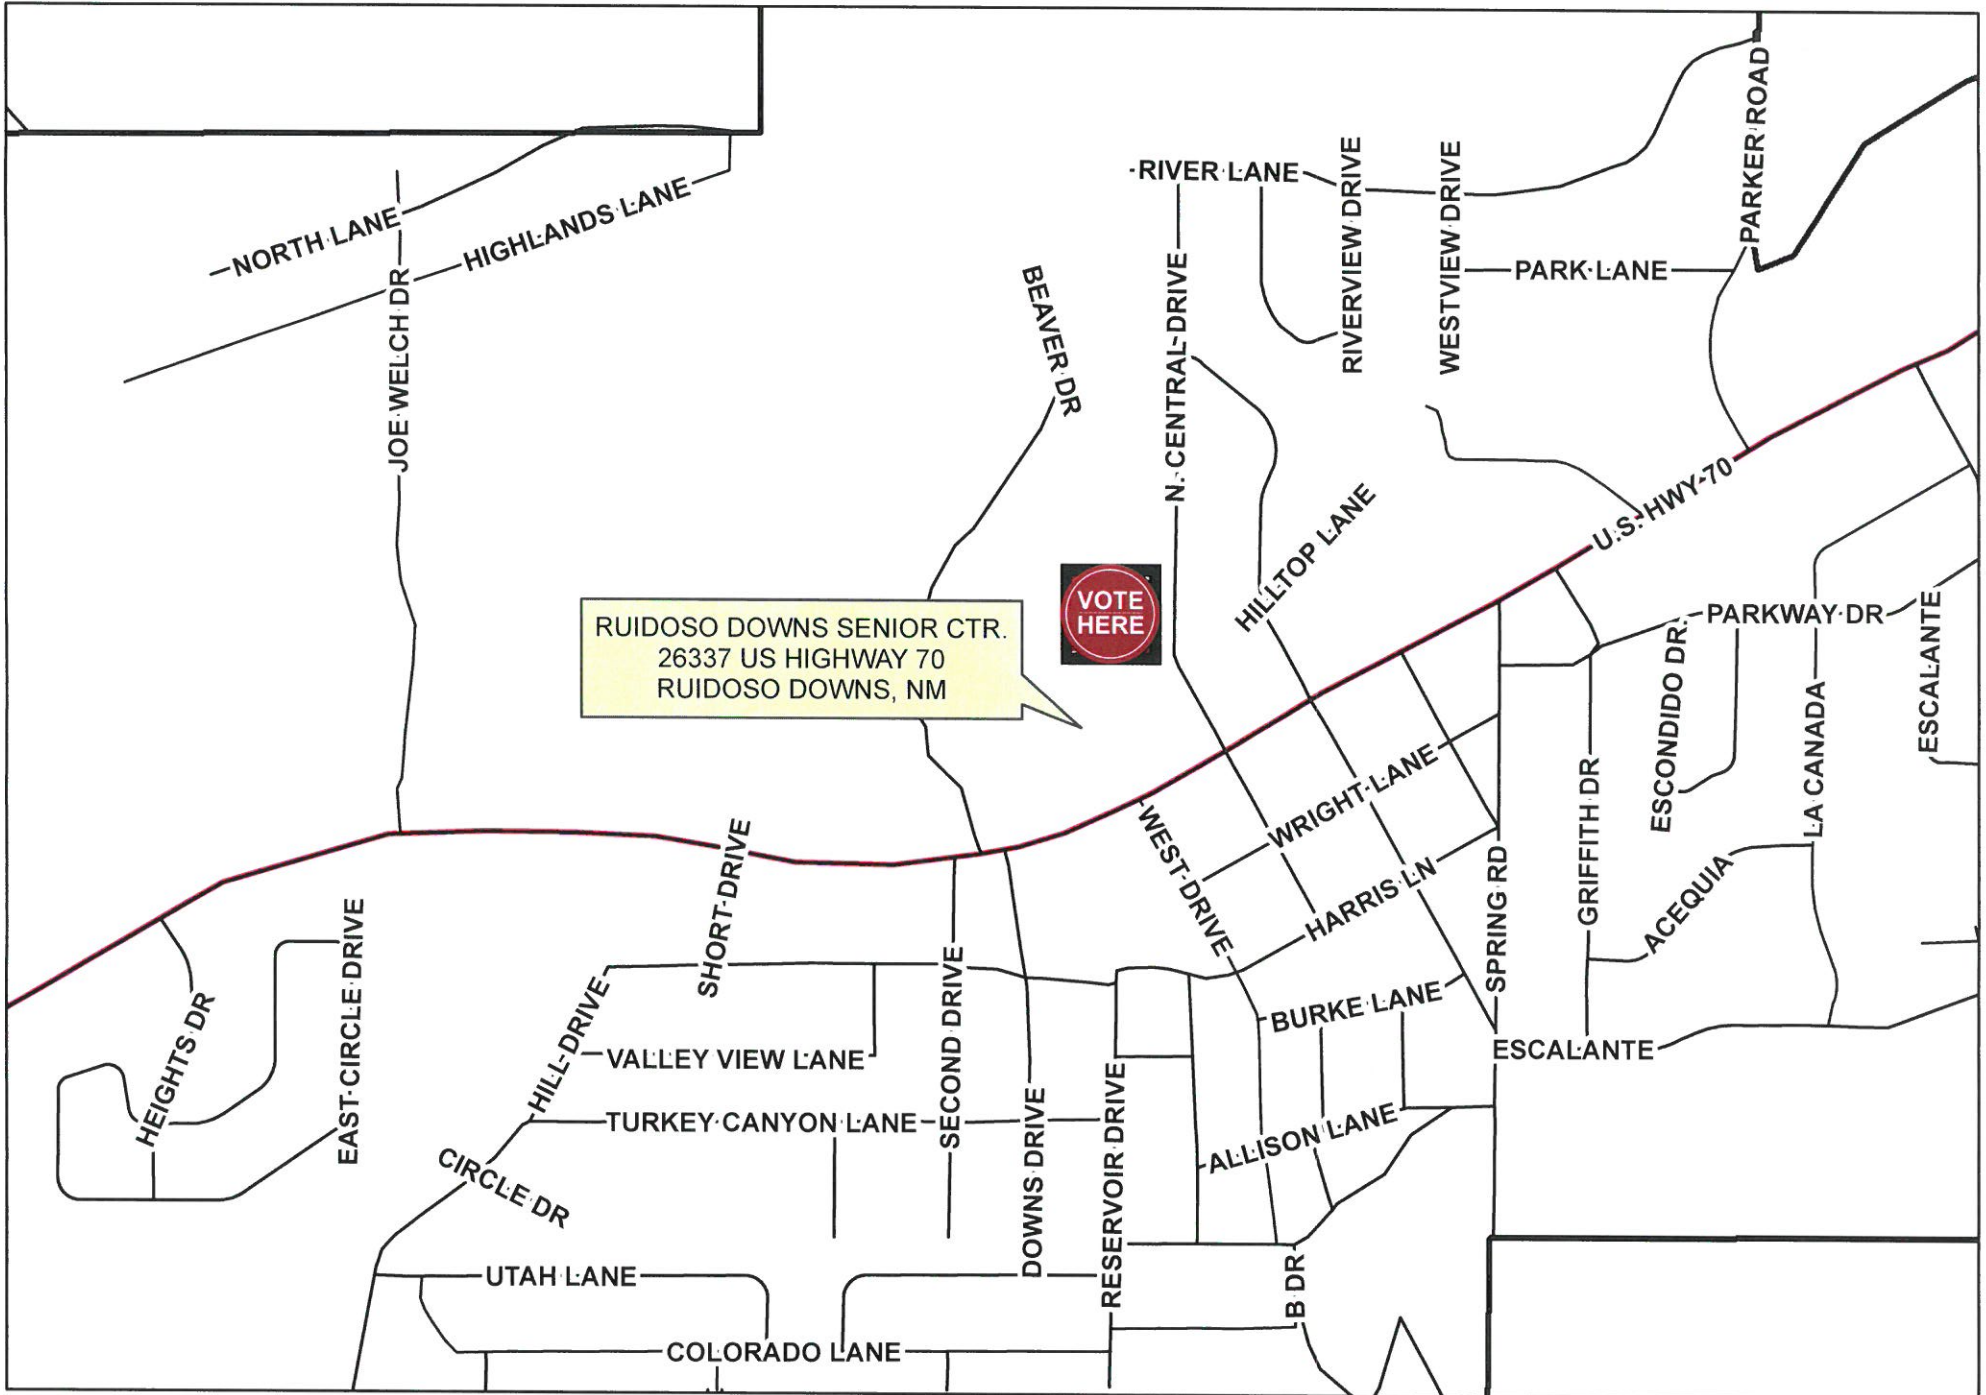 PARKER ROAD
RIVER LANE
RIVERVIEW DRIVE
WESTVIEW DRIVE
NORTH LANE
HIGHLANDS LANE
PARK LANE
JOE WELCH DR
BEAVER DR
N. CENTRAL DRIVE
U.S. HWY 70
HILLTOP LANE
VOTE
HERE
RUIDOSO DOWNS SENIOR CTR.
26337 US HIGHWAY 70
RUIDOSO DOWNS, NM
PARKWAY DR
ESCONDIDO DR.
ESCALANTE
LA CANADA
WRIGHT LANE
GRIFFITH DR
SHORT DRIVE
WEST DRIVE
HARRIS LN
SPRING RD
ACEQUIA
EAST CIRCLE DRIVE
HEIGHTS DR
HILL DRIVE
SECOND DRIVE
BURKE LANE
ESCALANTE
VALLEY VIEW LANE
TURKEY CANYON LANE
DOWNS DRIVE
RESERVOIR DRIVE
ALLISON LANE
CIRCLE DR
UTAH LANE
B DR
COLORADO LANE